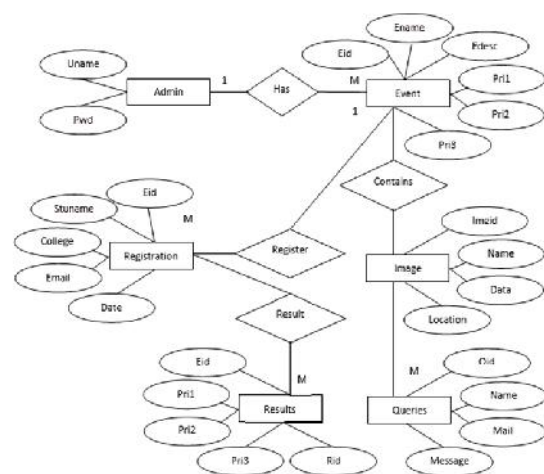 Ename
Eid
Edesc
Uname
1
M
Pri1
Admin
Has
Event
1
Pwd
Pri2
Pri3
Contains
Eid
Stuname
M
Imgid
College
Register
Name
Registration
Image
Email
Data
Date
Result
Location
Eid
Pri1
M
M
Name
Results
Queries
Pri2
Mail
Pri3
Rid
Message